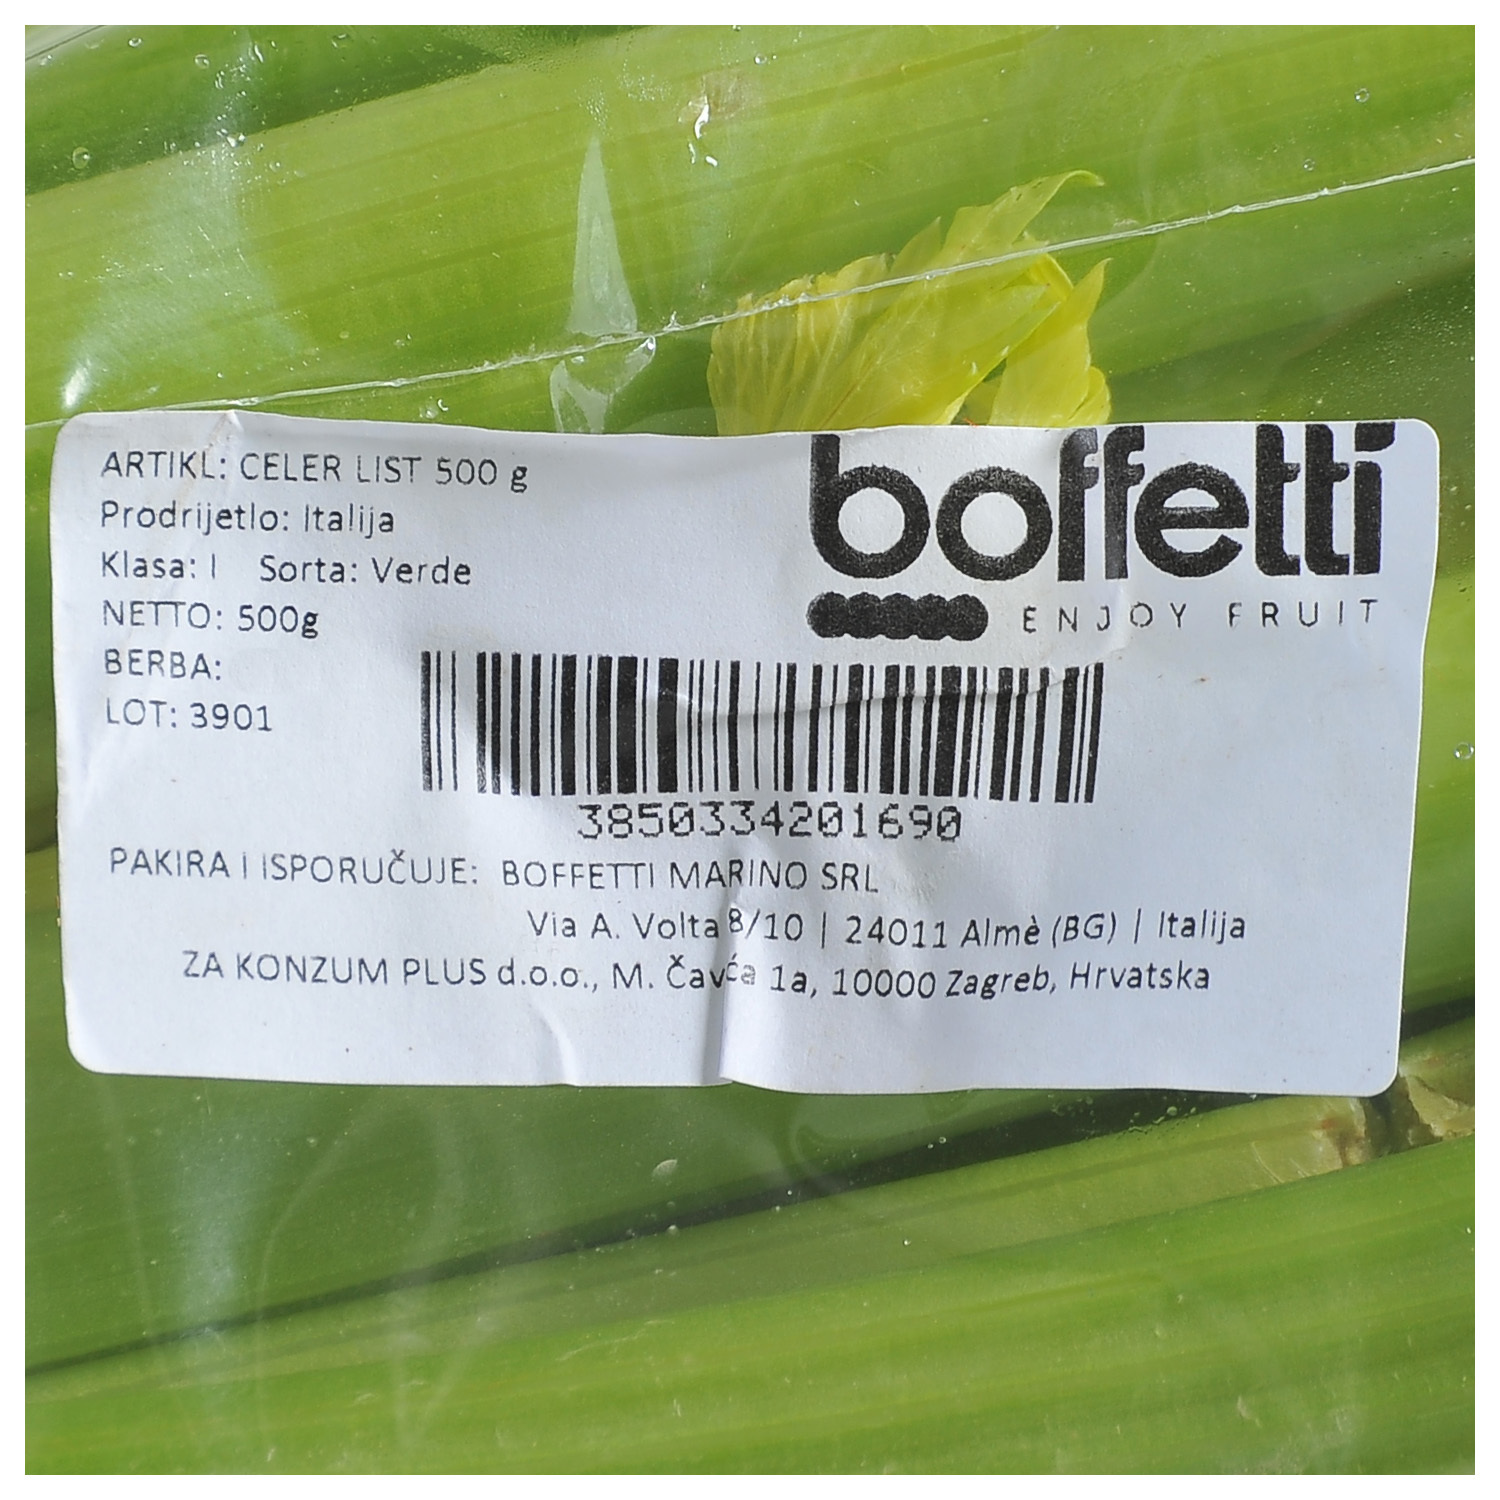 ARTIKL: CELER LIST 500 g
Prodrijetlo: Italija
Klasa: I Sorta: Verde
NETTO: 500g
BERBA:
LOT: 3901
boffetti
ENJOY FRUIT
3850334201690
PAKIRA I ISPORUČUJE: BOFFETTI MARINO SRL
Via A. Volta 8/10 | 24011 Almè (BG) | Italija
ZA KONZUM PLUS d.o.o., M. Čavća 1a, 10000 Zagreb, Hrvatska